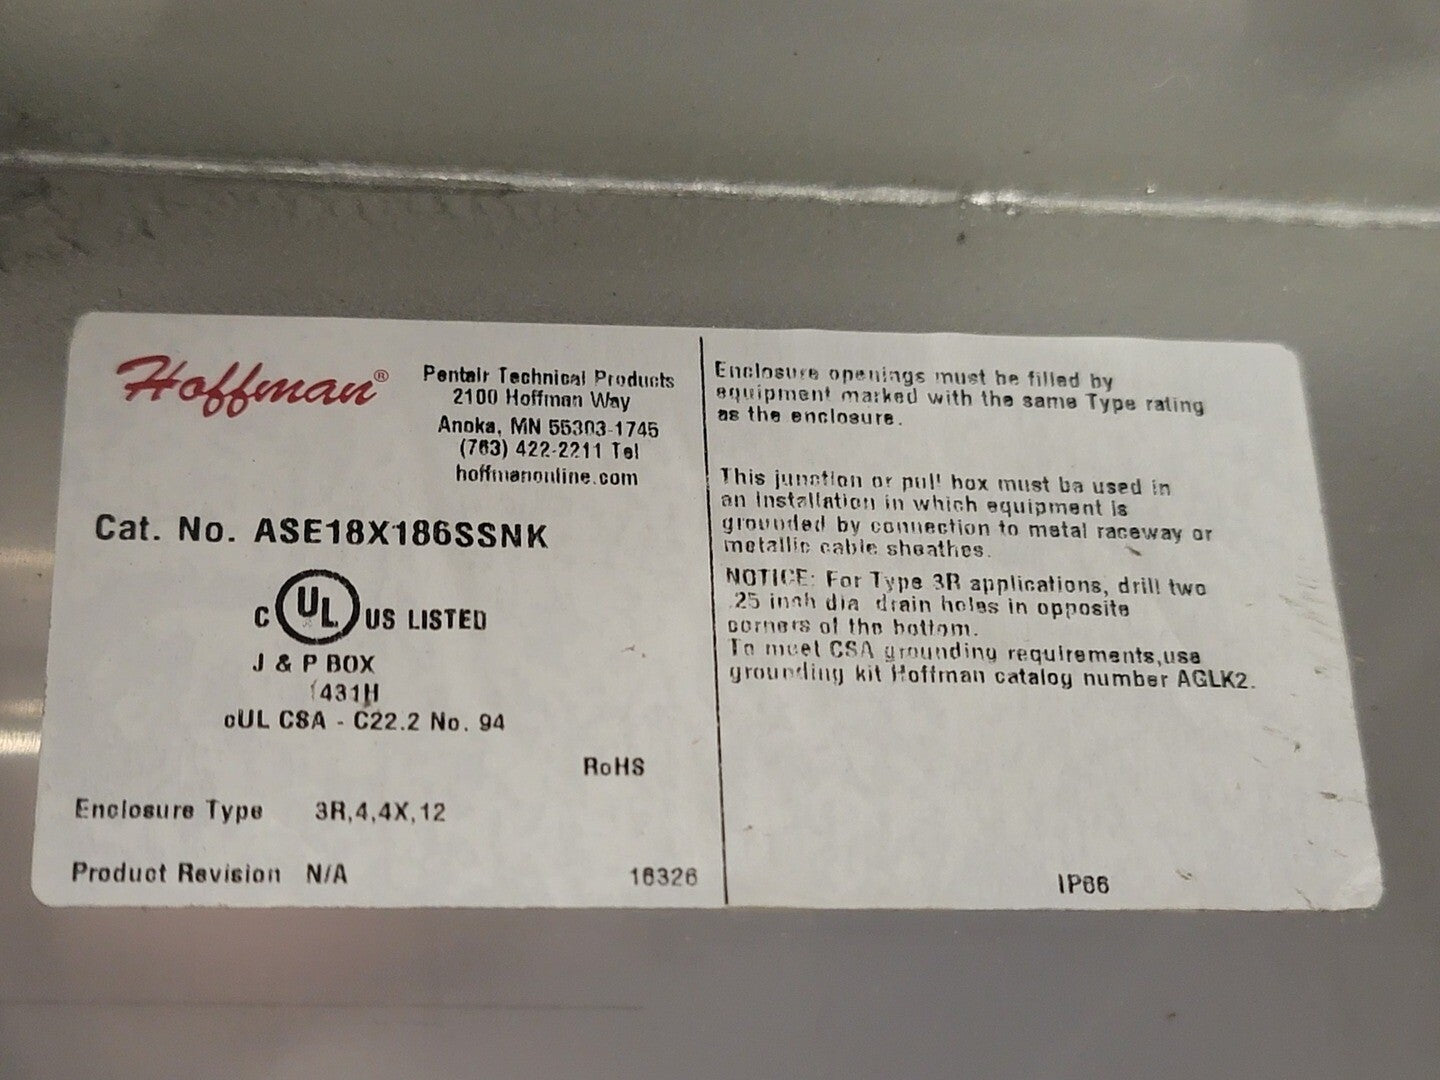 Hoffman®
Pentair Technical Products
2100 Hoffman Way
Anoka, MN 55303-1745
(763) 422-2211 Tel
hoffmanonline.com
Cat. No. ASE18X186SSNK
C UL US LISTED
J & P BOX
431H
cUL CSA - C22.2 No. 94
RoHS
Enclosure Type 3R,4,4X,12
Product Revision N/A
16326
Enclosure openings must be filled by
equipment marked with the same Type rating
as the enclosure.
This junction or pull box must be used in
an installation in which equipment is
grounded by connection to metal raceway or
metallic cable sheathes.
NOTICE: For Type 3R applications, drill two
.25 inch dia drain holes in opposite
corners of the bottom.
To meet CSA grounding requirements,use
grounding kit Hoffman catalog number AGLK2.
IP66